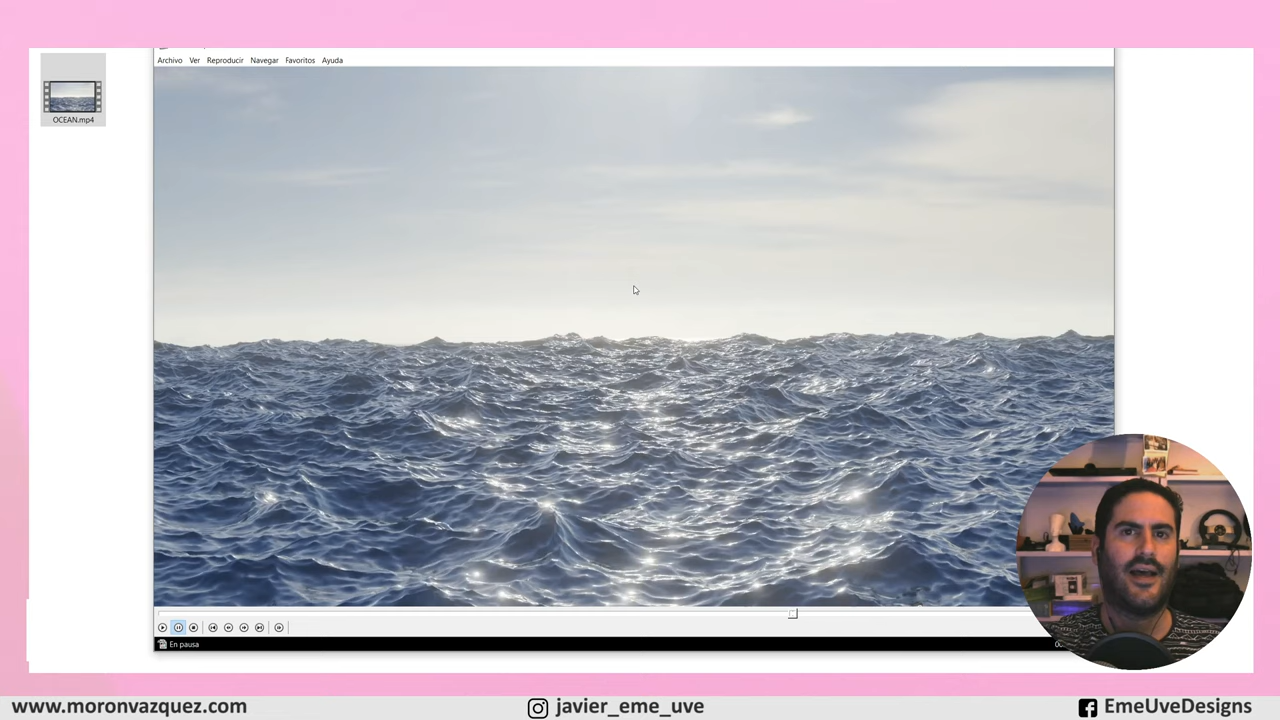 Archivo Ver Reproducir Navegar Favoritos Ayuda
OCEAN.mp4
En pausa
www.moronvazquez.com
javier_eme_uve
EmeUveDesigns